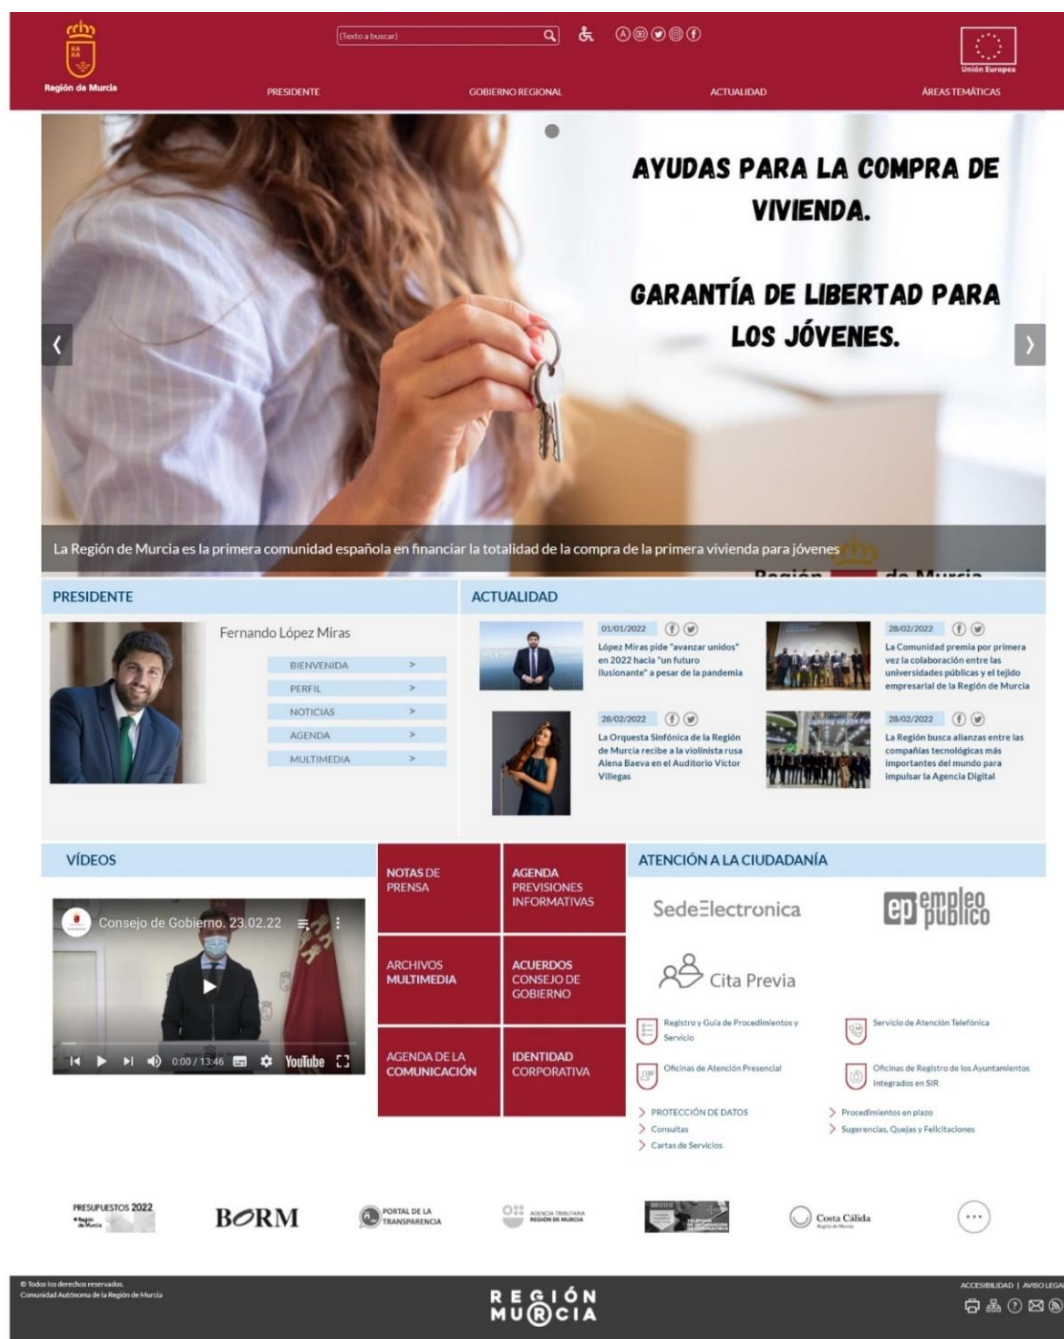 Región de Murcia
(Texto a buscar)
Unión Europea
PRESIDENTE
GOBIERNO REGIONAL
ACTUALIDAD
ÁREAS TEMÁTICAS
AYUDAS PARA LA COMPRA DE
VIVIENDA.
GARANTÍA DE LIBERTAD PARA
LOS JÓVENES.
La Región de Murcia es la primera comunidad española en financiar la totalidad de la compra de la primera vivienda para jóvenes
Región de Murcia
PRESIDENTE
Fernando López Miras
BIENVENIDA >
PERFIL >
NOTICIAS >
AGENDA >
MULTIMEDIA >
ACTUALIDAD
01/01/2022
López Miras pide "avanzar unidos"
en 2022 hacia "un futuro
ilusionante" a pesar de la pandemia
28/02/2022
La Comunidad premia por primera
vez la colaboración entre las
universidades públicas y el tejido
empresarial de la Región de Murcia
28/02/2022
La Orquesta Sinfónica de la Región
de Murcia recibe a la violinista rusa
Alena Baeva en el Auditorio Víctor
Villegas
28/02/2022
La Región busca alianzas entre las
compañías tecnológicas más
importantes del mundo para
impulsar la Agencia Digital
VÍDEOS
Consejo de Gobierno. 23.02.22
0:00 / 13:46
YouTube
NOTAS DE
PRENSA
AGENDA
PREVISIONES
INFORMATIVAS
ARCHIVOS
MULTIMEDIA
ACUERDOS
CONSEJO DE
GOBIERNO
AGENDA DE LA
COMUNICACIÓN
IDENTIDAD
CORPORATIVA
ATENCIÓN A LA CIUDADANÍA
SedeElectronica
ep empleo
público
Cita Previa
Registro y Guía de Procedimientos y
Servicio
Servicio de Atención Telefónica
Oficinas de Atención Presencial
Oficinas de Registro de los Ayuntamientos
Integrados en SIR
PROTECCIÓN DE DATOS
Consultas
Cartas de Servicios
Procedimientos en plazo
Sugerencias, Quejas y Felicitaciones
PRESUPUESTOS 2022
Región
de Murcia
BORM
PORTAL DE LA
TRANSPARENCIA
AGENCIA TRIBUTARIA
REGIÓN DE MURCIA
Costa Cálida
Región de Murcia
© Todos los derechos reservados.
Comunidad Autónoma de la Región de Murcia
REGIÓN
MURCIA
ACCESIBILIDAD | AVISO LEGAL